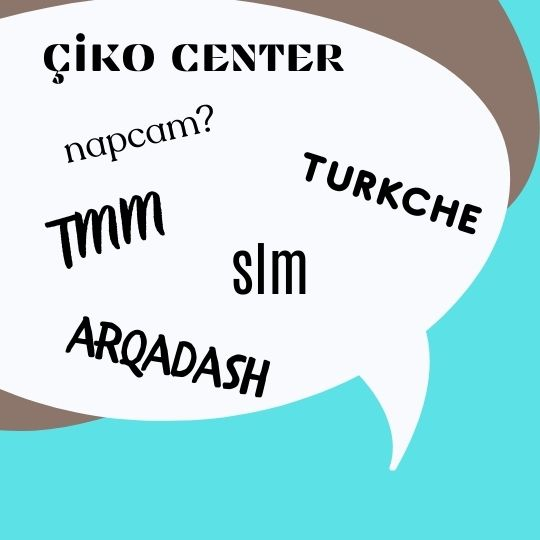 ÇİKO CENTER
napcam?
TURKCHE
TMM
slm
ARQADASH